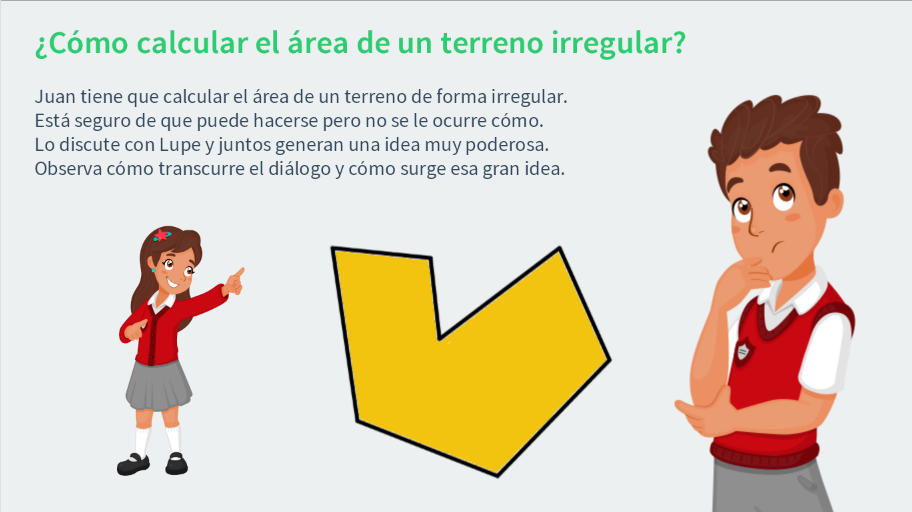 ¿Cómo calcular el área de un terreno irregular?
Juan tiene que calcular el área de un terreno de forma irregular.
Está seguro de que puede hacerse pero no se le ocurre cómo.
Lo discute con Lupe y juntos generan una idea muy poderosa.
Observa cómo transcurre el diálogo y cómo surge esa gran idea.